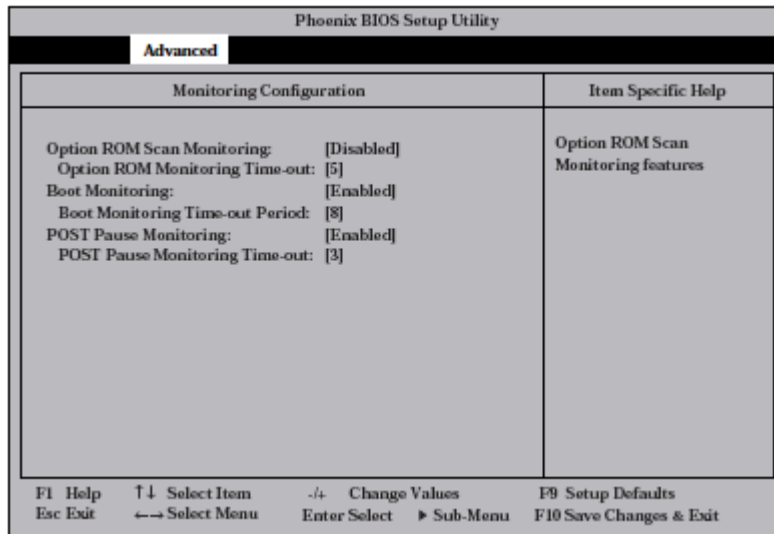 Phoenix BIOS Setup Utility
Advanced
Monitoring Configuration
Item Specific Help
Option ROM Scan Monitoring: [Disabled]
Option ROM Monitoring Time-out: [5]
Boot Monitoring: [Enabled]
Boot Monitoring Time-out Period: [8]
POST Pause Monitoring: [Enabled]
POST Pause Monitoring Time-out: [3]
Option ROM Scan
Monitoring features
F1 Help ↑↓ Select Item -/+ Change Values F9 Setup Defaults
Esc Exit ←→ Select Menu Enter Select ▶ Sub-Menu F10 Save Changes & Exit